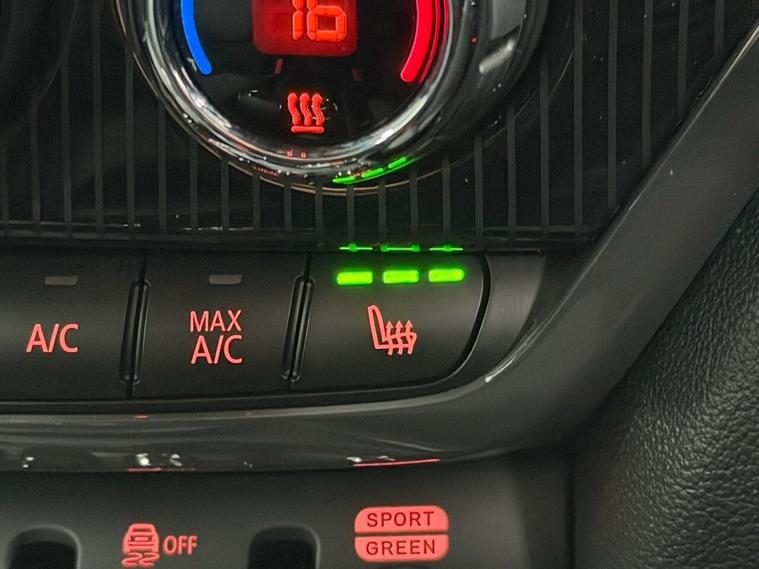 16
A/C
MAX
A/C
OFF
SPORT
GREEN